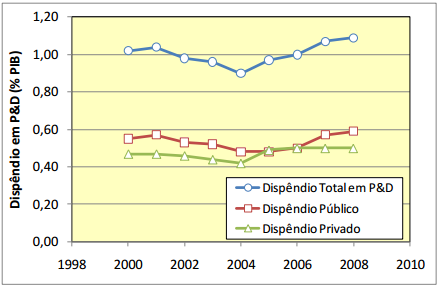 Dispêndio em P&D (% PIB)
1,20
1,00
0,80
0,60
0,40
0,20
0,00
Dispêndio Total em P&D
Dispêndio Público
Dispêndio Privado
1998 2000 2002 2004 2006 2008 2010